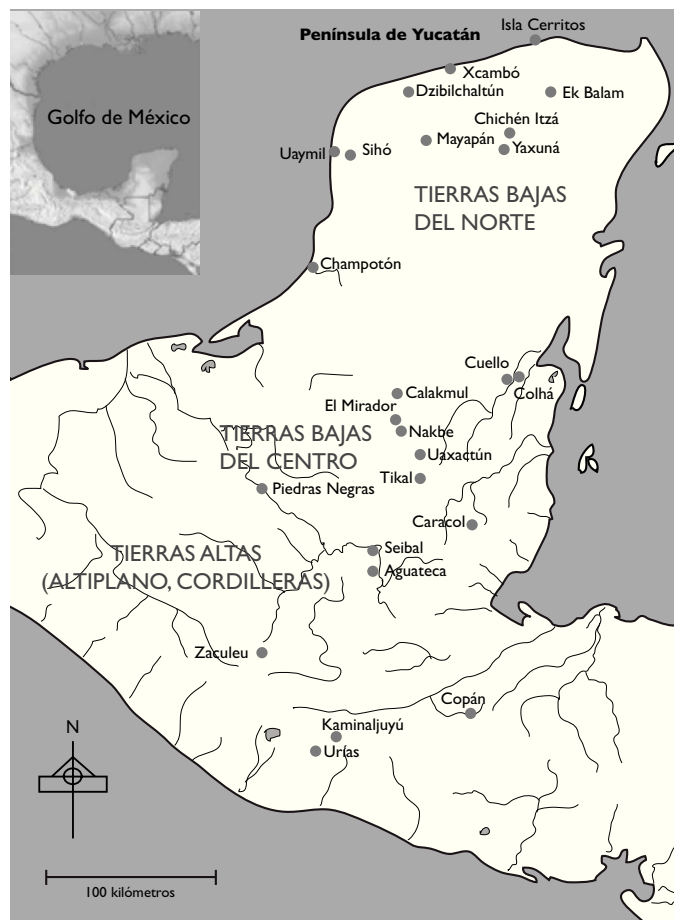 Península de Yucatán
Isla Cerritos
Golfo de México
Xcambó
Dzibilchaltún
Ek Balam
Chichén Itzá
Mayapán
Yaxuná
Uaymil
Sihó
TIERRAS BAJAS
DEL NORTE
Champotón
Cuello
Colhá
Calakmul
El Mirador
TIERRAS BAJAS
DEL CENTRO
Nakbe
Uaxactún
Tikal
Piedras Negras
Caracol
TIERRAS ALTAS
(ALTIPLANO, CORDILLERAS)
Seibal
Aguateca
Zaculeu
Copán
N
Kaminaljuyú
Urías
100 kilómetros